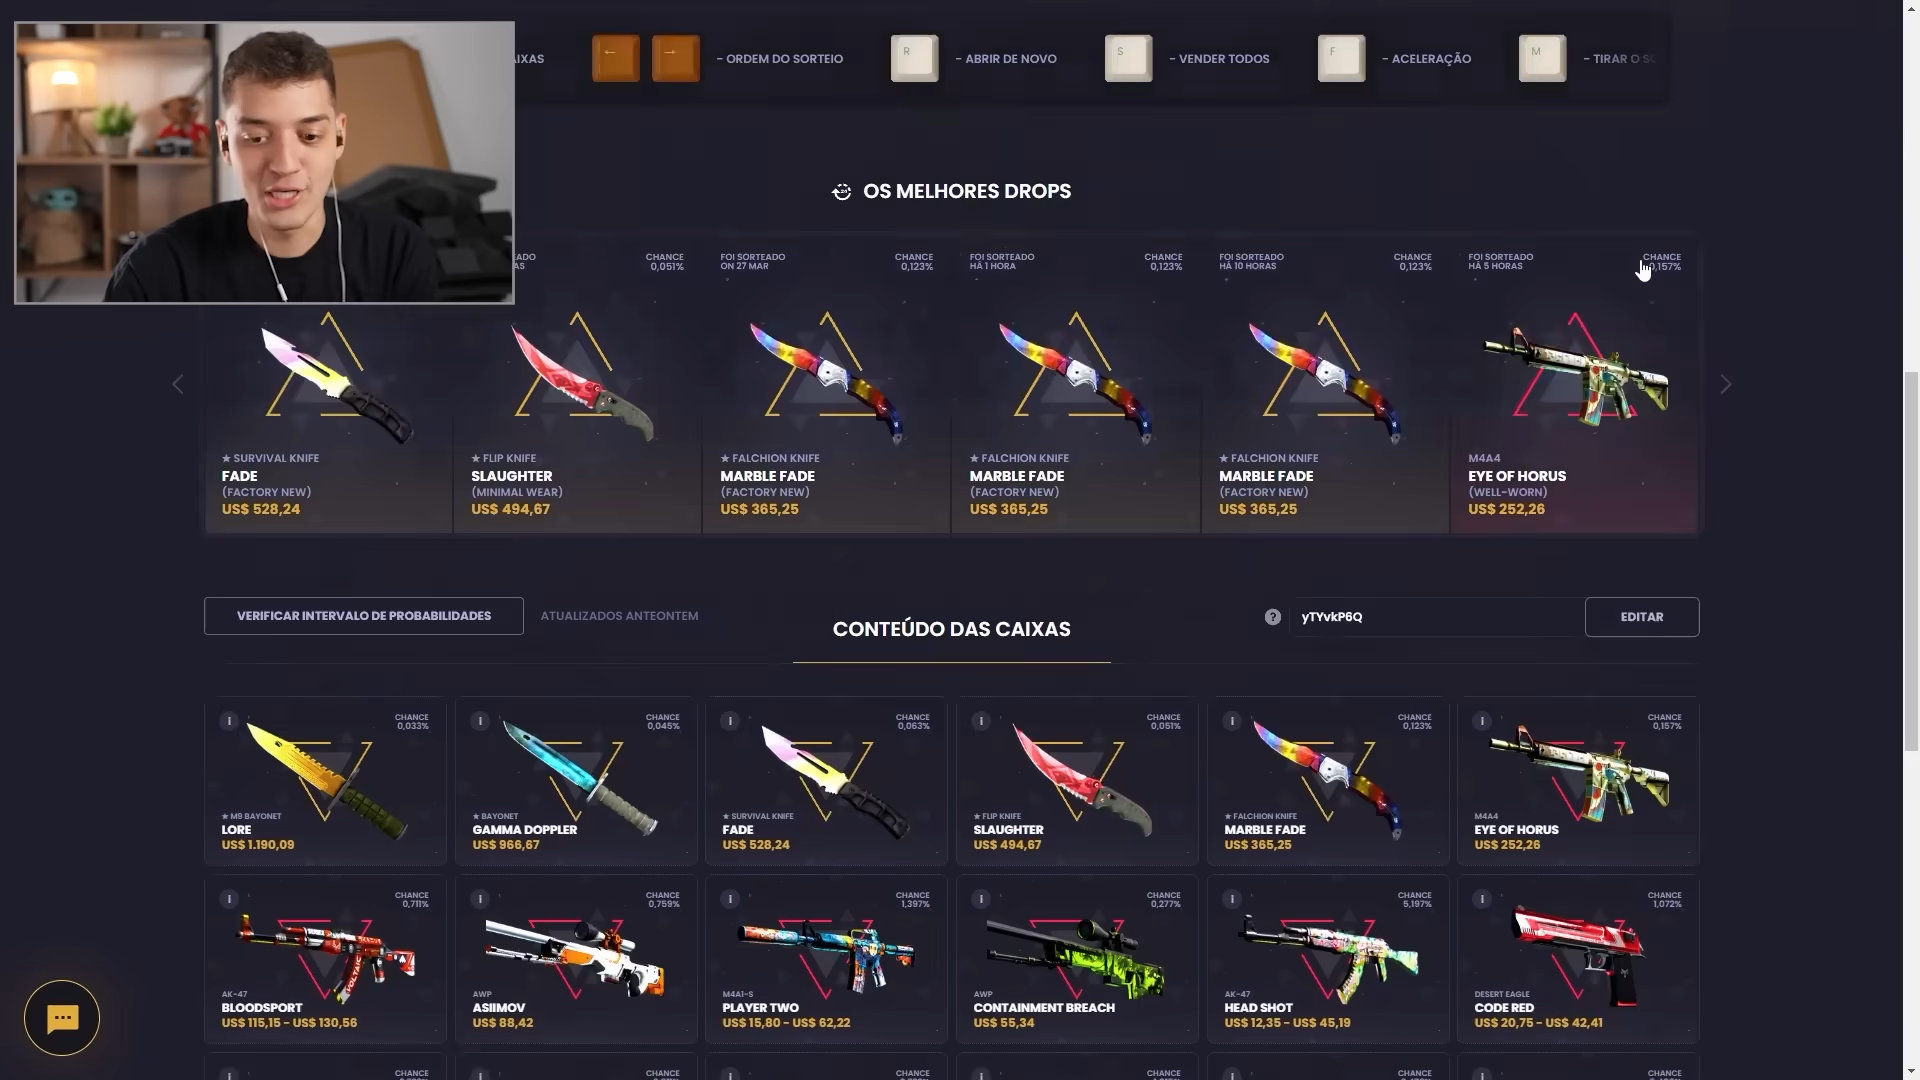 AIXAS
←
→
- ORDEM DO SORTEIO
R
- ABRIR DE NOVO
S
- VENDER TODOS
F
- ACELERAÇÃO
M
- TIRAR O
OS MELHORES DROPS
CHANCE
0,051%
★ SURVIVAL KNIFE
FADE
(FACTORY NEW)
US$ 528,24
★ FLIP KNIFE
SLAUGHTER
(MINIMAL WEAR)
US$ 494,67
FOI SORTEADO
ON 27 MAR
CHANCE
0,123%
★ FALCHION KNIFE
MARBLE FADE
(FACTORY NEW)
US$ 365,25
FOI SORTEADO
HÁ 1 HORA
CHANCE
0,123%
★ FALCHION KNIFE
MARBLE FADE
(FACTORY NEW)
US$ 365,25
FOI SORTEADO
HÁ 10 HORAS
CHANCE
0,123%
★ FALCHION KNIFE
MARBLE FADE
(FACTORY NEW)
US$ 365,25
FOI SORTEADO
HÁ 5 HORAS
CHANCE
0,157%
M4A4
EYE OF HORUS
(WELL-WORN)
US$ 252,26
VERIFICAR INTERVALO DE PROBABILIDADES
ATUALIZADOS ANTEONTEM
CONTEÚDO DAS CAIXAS
?
yTYvkP6Q
EDITAR
i
CHANCE
0,033%
★ M9 BAYONET
LORE
US$ 1.190,09
i
CHANCE
0,045%
★ BAYONET
GAMMA DOPPLER
US$ 966,67
i
CHANCE
0,063%
★ SURVIVAL KNIFE
FADE
US$ 528,24
i
CHANCE
0,051%
★ FLIP KNIFE
SLAUGHTER
US$ 494,67
i
CHANCE
0,123%
★ FALCHION KNIFE
MARBLE FADE
US$ 365,25
i
CHANCE
0,157%
M4A4
EYE OF HORUS
US$ 252,26
i
CHANCE
0,711%
AK-47
BLOODSPORT
US$ 115,15 - US$ 130,56
i
CHANCE
0,759%
AWP
ASIIMOV
US$ 88,42
i
CHANCE
1,397%
M4A1-S
PLAYER TWO
US$ 15,80 - US$ 62,22
i
CHANCE
0,277%
AWP
CONTAINMENT BREACH
US$ 55,34
i
CHANCE
5,197%
AK-47
HEAD SHOT
US$ 12,35 - US$ 45,19
i
CHANCE
1,072%
DESERT EAGLE
CODE RED
US$ 20,75 - US$ 42,41
CHANCE
CHANCE
CHANCE
CHANCE
CHANCE
CHANCE